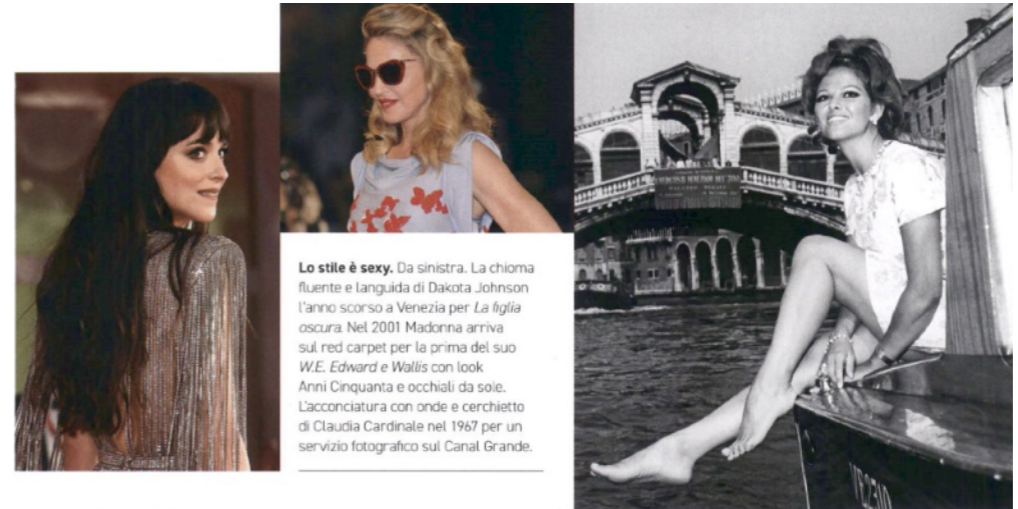 Lo stile è sexy. Da sinistra. La chioma
fluente e languida di Dakota Johnson
l'anno scorso a Venezia per La figlia
oscura. Nel 2001 Madonna arriva
sul red carpet per la prima del suo
W.E. Edward e Wallis con look
Anni Cinquanta e occhiali da sole.
L'acconciatura con onde e cerchietto
di Claudia Cardinale nel 1967 per un
servizio fotografico sul Canal Grande.